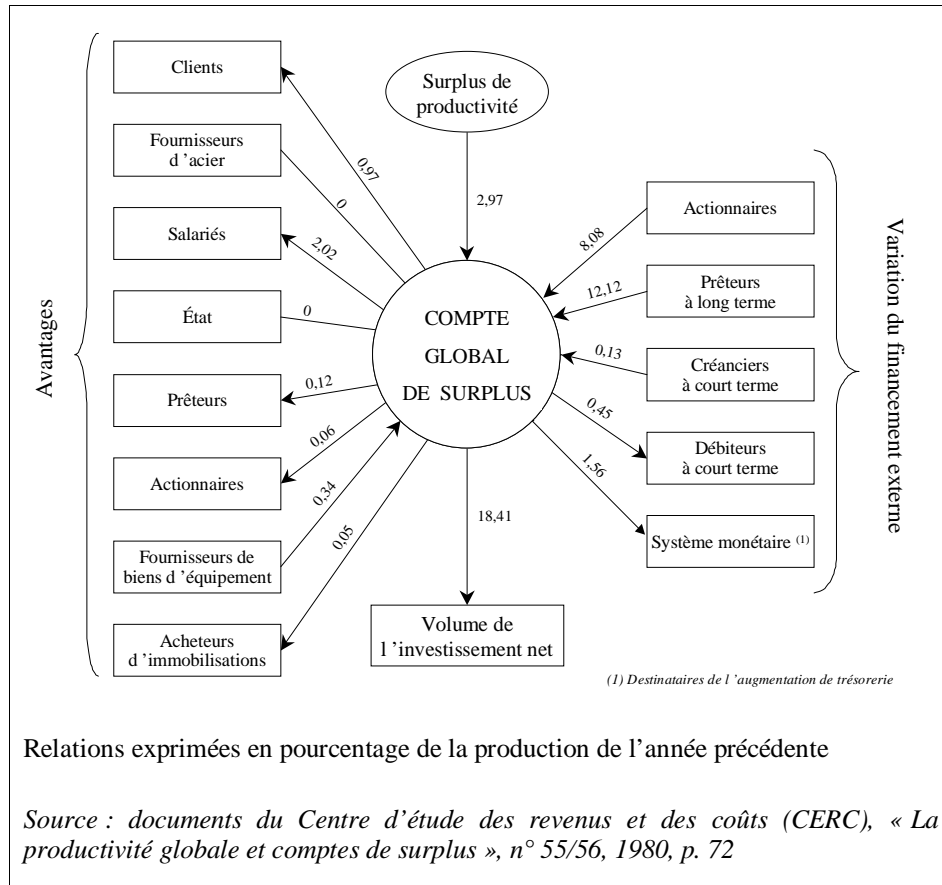 Avantages
Clients
Fournisseurs
d ’acier
Salariés
État
Prêteurs
Actionnaires
Fournisseurs de
biens d ’équipement
Acheteurs
d ’immobilisations
0,97
0
2,02
0
0,12
0,06
0,34
0,05
Surplus de
productivité
2,97
COMPTE
GLOBAL
DE SURPLUS
18,41
Volume de
l ’investissement net
8,08
12,12
0,13
0,45
1,56
Actionnaires
Prêteurs
à long terme
Créanciers
à court terme
Débiteurs
à court terme
Système monétaire (1)
Variation du financement externe
(1) Destinataires de l ’augmentation de trésorerie
Relations exprimées en pourcentage de la production de l’année précédente
Source : documents du Centre d’étude des revenus et des coûts (CERC), « La
productivité globale et comptes de surplus », n° 55/56, 1980, p. 72